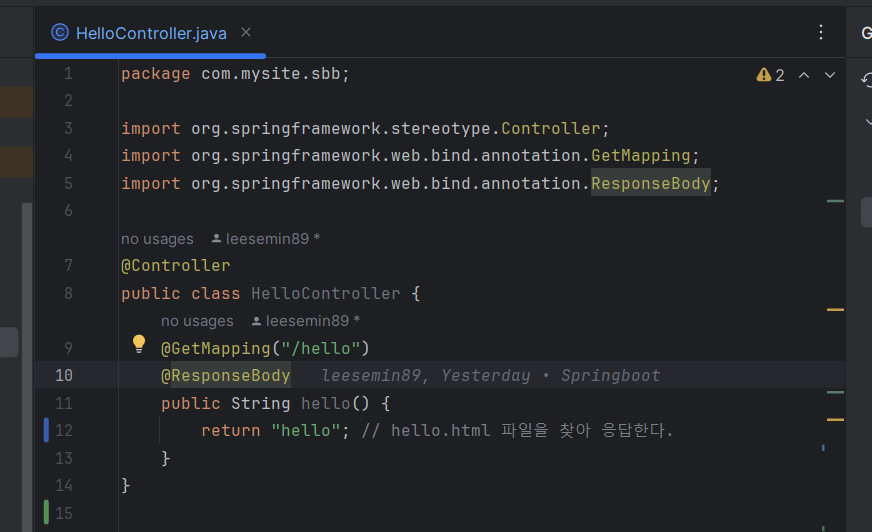 HelloController.java
G
2
1 package com.mysite.sbb;
2
3 import org.springframework.stereotype.Controller;
4 import org.springframework.web.bind.annotation.GetMapping;
5 import org.springframework.web.bind.annotation.ResponseBody;
6
no usages leesemin89 *
7 @Controller
8 public class HelloController {
no usages leesemin89 *
9 @GetMapping("/hello")
10 @ResponseBody leesemin89, Yesterday • Springboot
11 public String hello() {
12 return "hello"; // hello.html 파일을 찾아 응답한다.
13 }
14 }
15